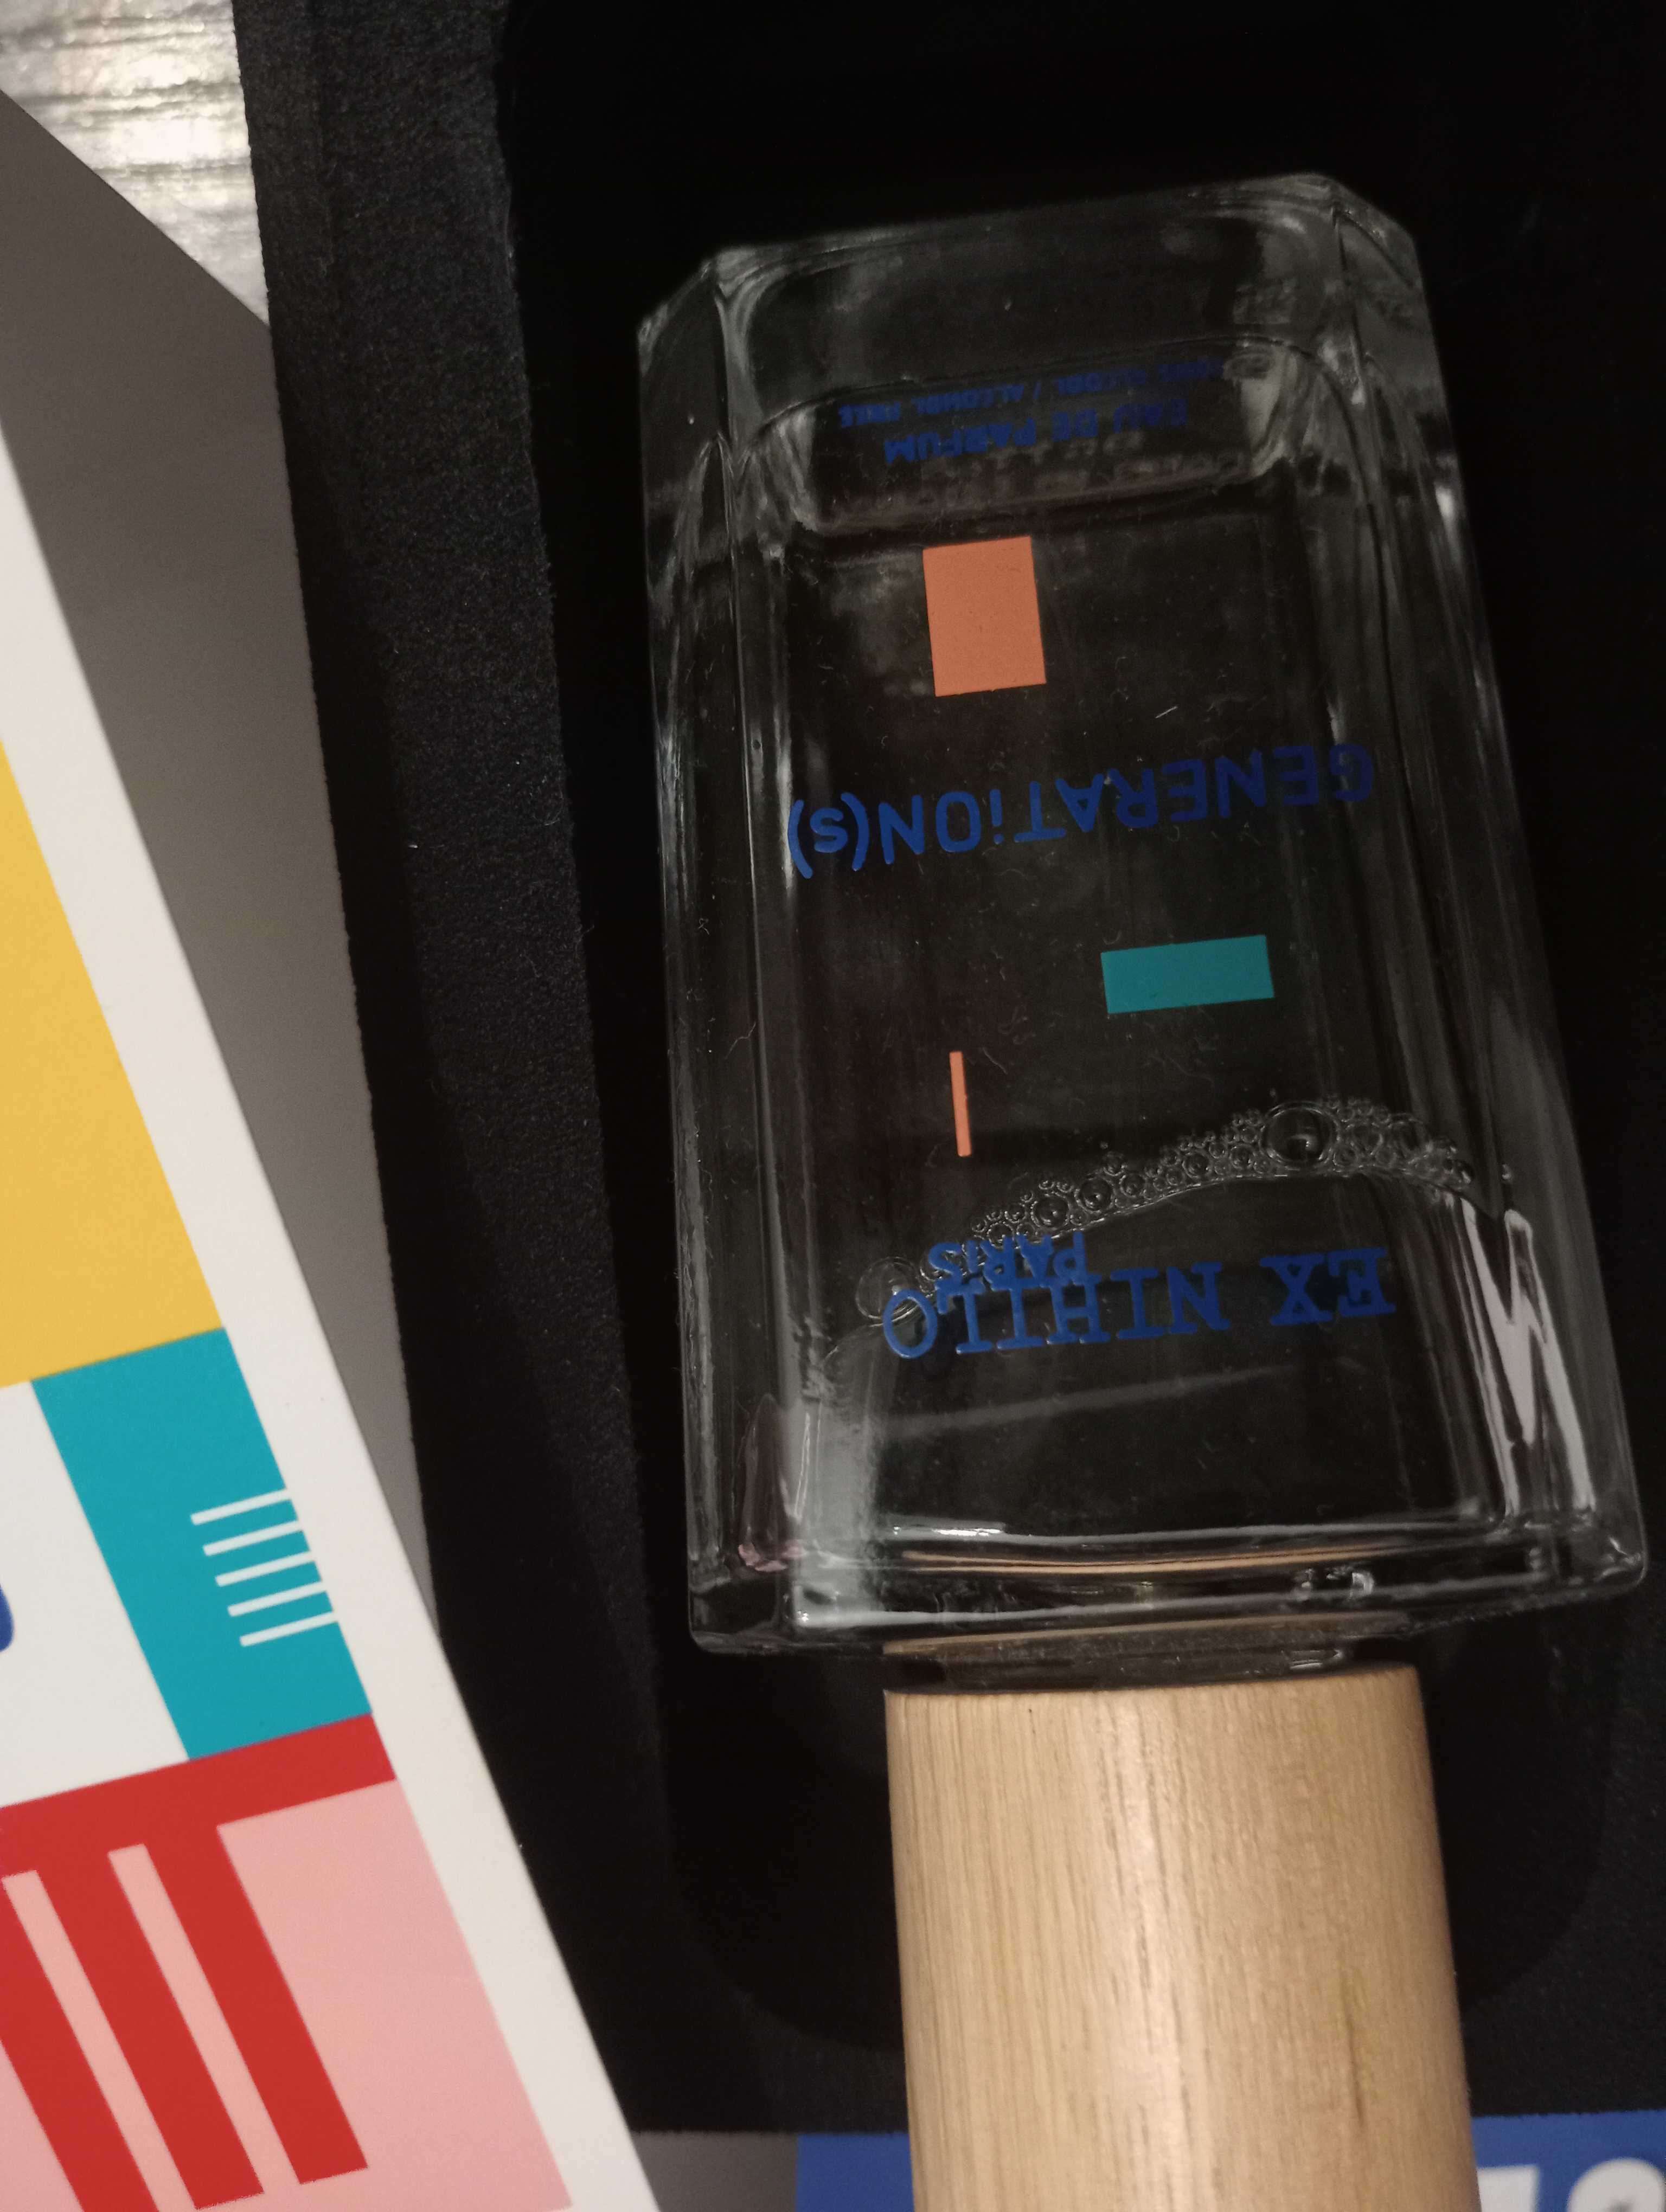 EX NIHILO
PARIS
GENERATiON(s)
EAU DE PARFUM
SANS ALCOOL / ALCOHOL FREE